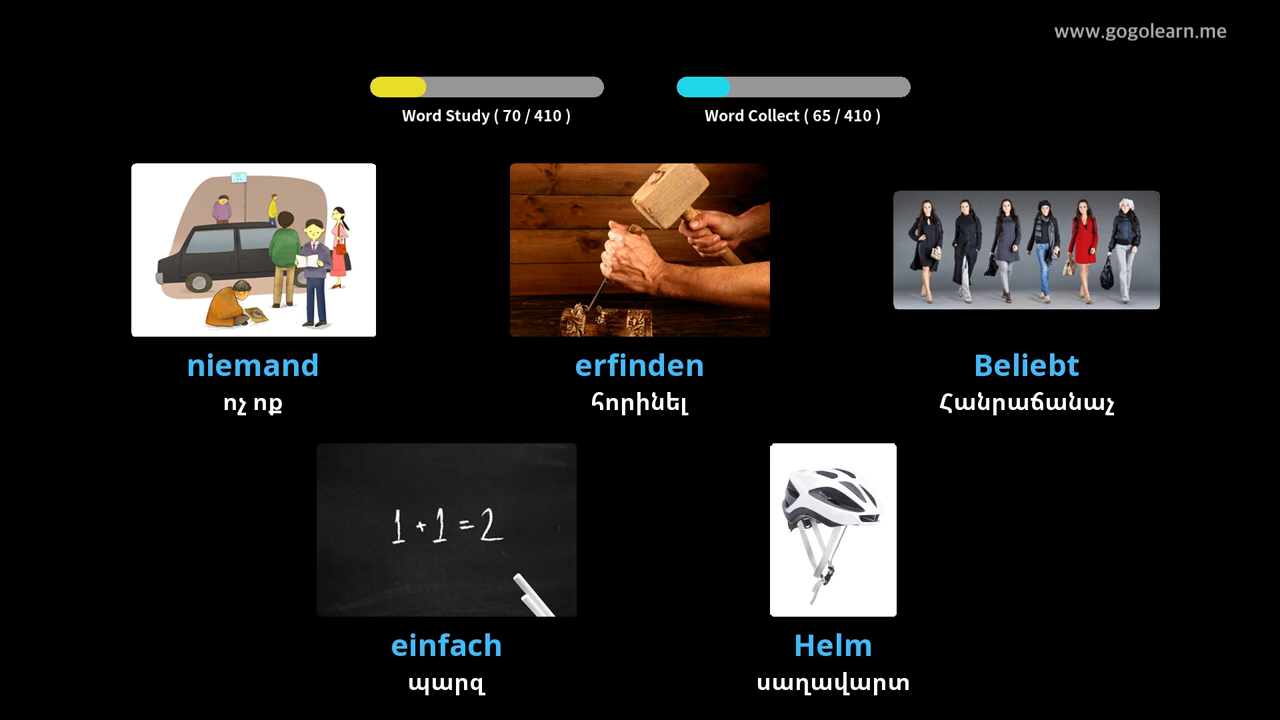 www.gogolearn.me
Word Study ( 70 / 410 )
Word Collect ( 65 / 410 )
niemand
ոչ ոք
erfinden
հորինել
Beliebt
Հանրաճանաչ
1 + 1 = 2
einfach
պարզ
Helm
սաղավարտ